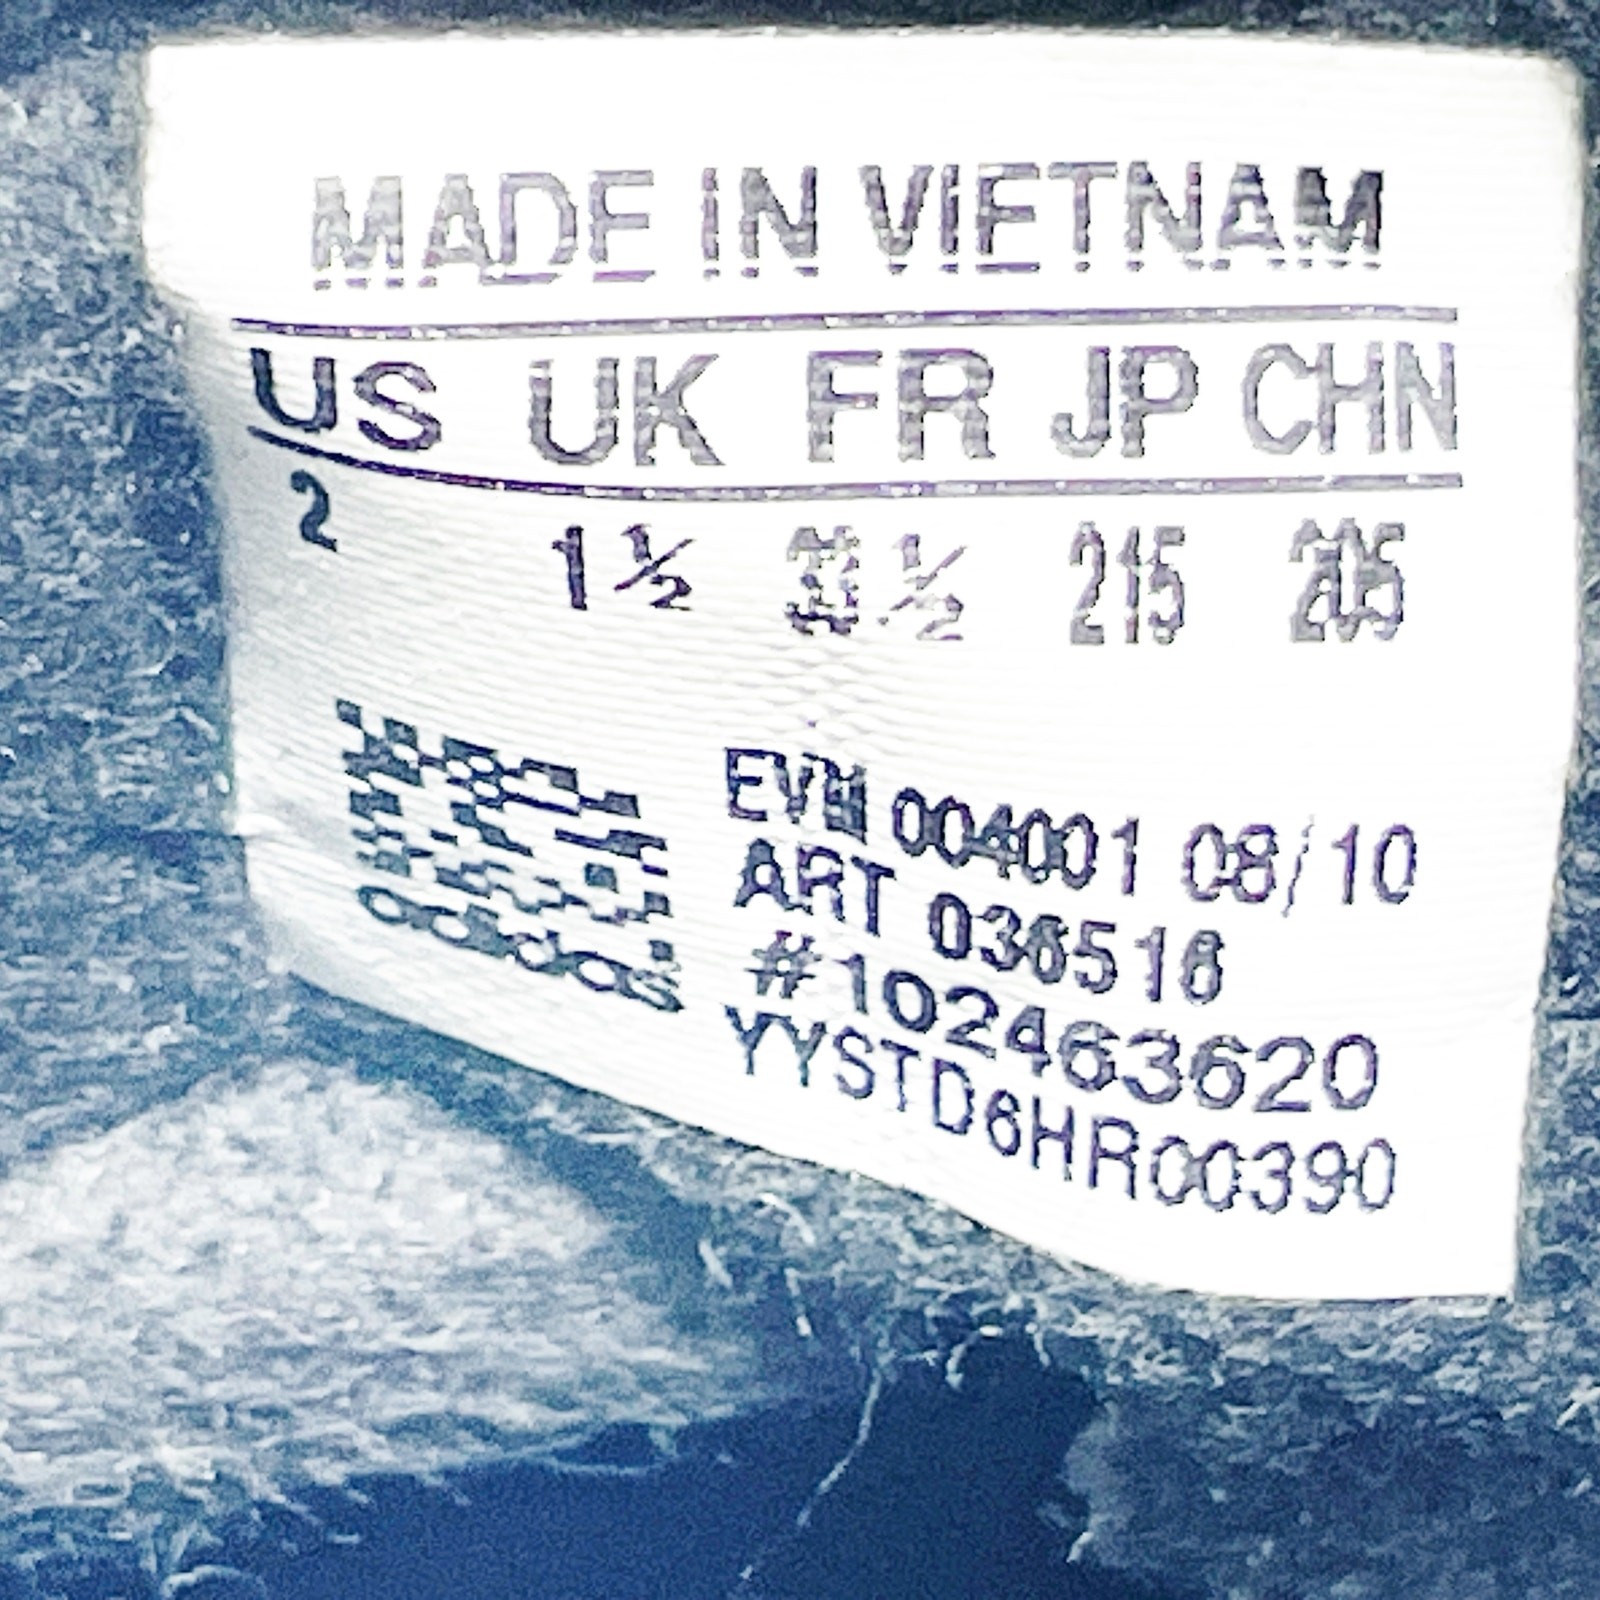 MADE IN VIETNAM
US UK FR JP CHN
2 1½ 33½ 215 205
004001 08/10
ART 036516
#102463620
YYSTD6HR00390
adidas